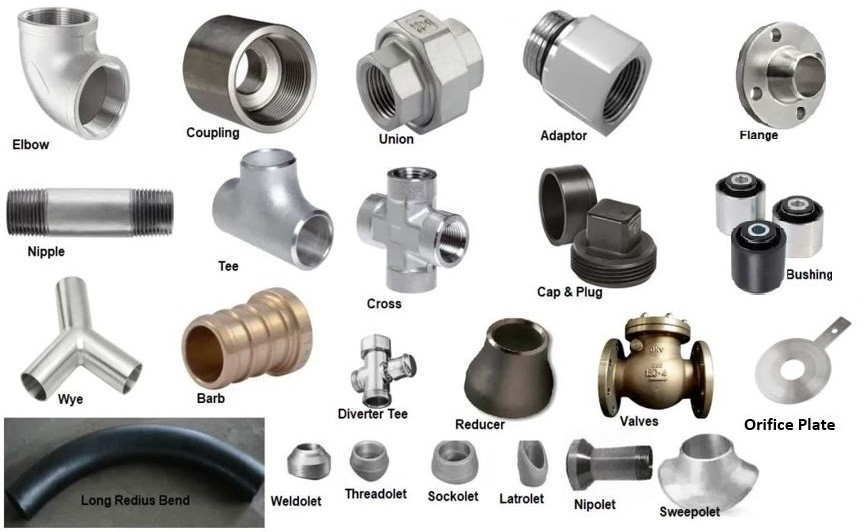 Elbow
Coupling
Union
Adaptor
Flange
Nipple
Tee
Cross
Cap & Plug
Bushing
Wye
Barb
Diverter Tee
Reducer
Valves
Orifice Plate
Long Redius Bend
Weldolet
Threadolet
Sockolet
Latrolet
Nipolet
Sweepolet